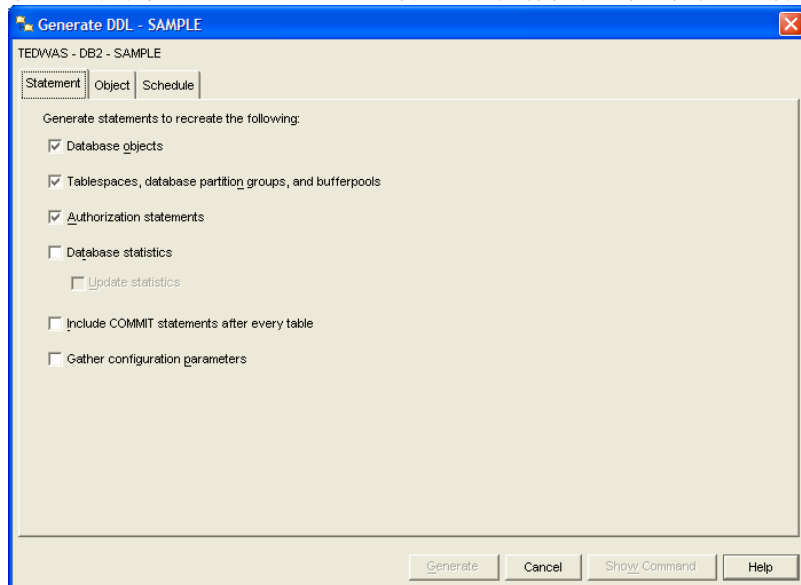 Generate DDL - SAMPLE
TEDWAS - DB2 - SAMPLE
Statement Object Schedule
Generate statements to recreate the following:
Database objects
Tablespaces, database partition groups, and bufferpools
Authorization statements
Database statistics
Update statistics
Include COMMIT statements after every table
Gather configuration parameters
Generate Cancel Show Command Help